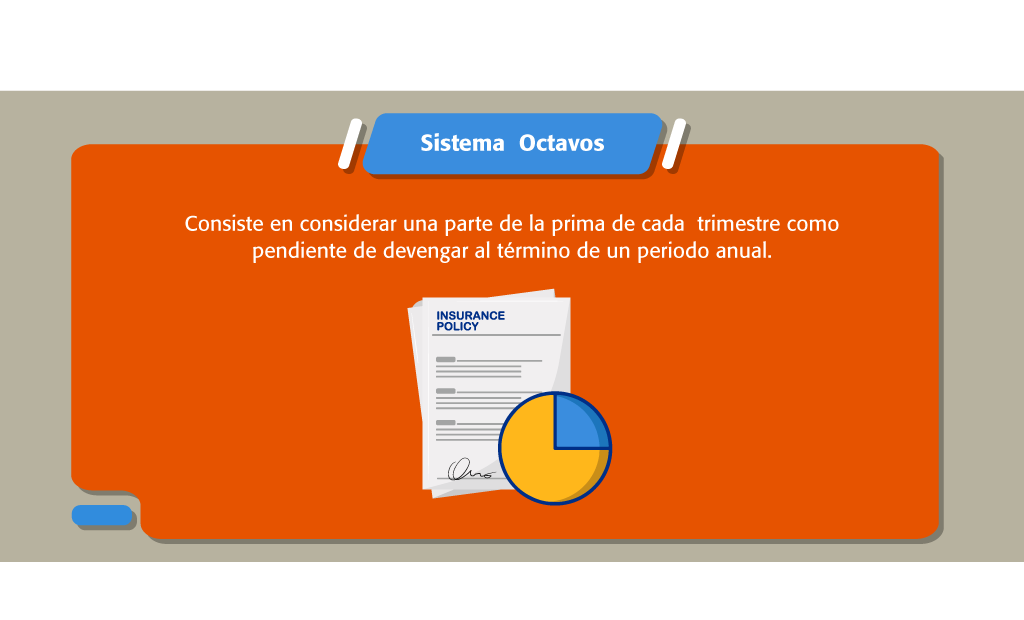 Sistema Octavos
Consiste en considerar una parte de la prima de cada trimestre como
pendiente de devengar al término de un periodo anual.
INSURANCE
POLICY